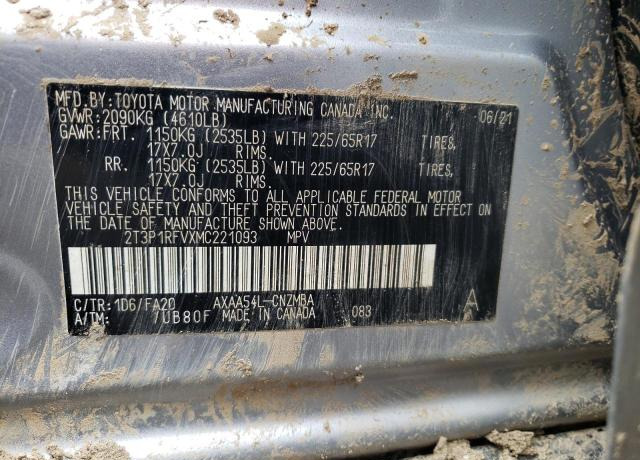 MFD.BY:TOYOTA MOTOR MANUFACTURING CANADA INC. 06/21
GVWR:2090KG (4610LB)
GAWR:FRT. 1150KG (2535LB) WITH 225/65R17 TIRES,
17X7.0J RIMS.
RR. 1150KG (2535LB) WITH 225/65R17 TIRES,
17X7.0J RIMS.
THIS VEHICLE CONFORMS TO ALL APPLICABLE FEDERAL MOTOR
VEHICLE SAFETY AND THEFT PREVENTION STANDARDS IN EFFECT ON
THE DATE OF MANUFACTURE SHOWN ABOVE.
2T3P1RFVXMC221093 MPV
C/TR:1D6/FA20 AXAA54L-CNZMBA A
A/TM: /UB80F MADE IN CANADA 083